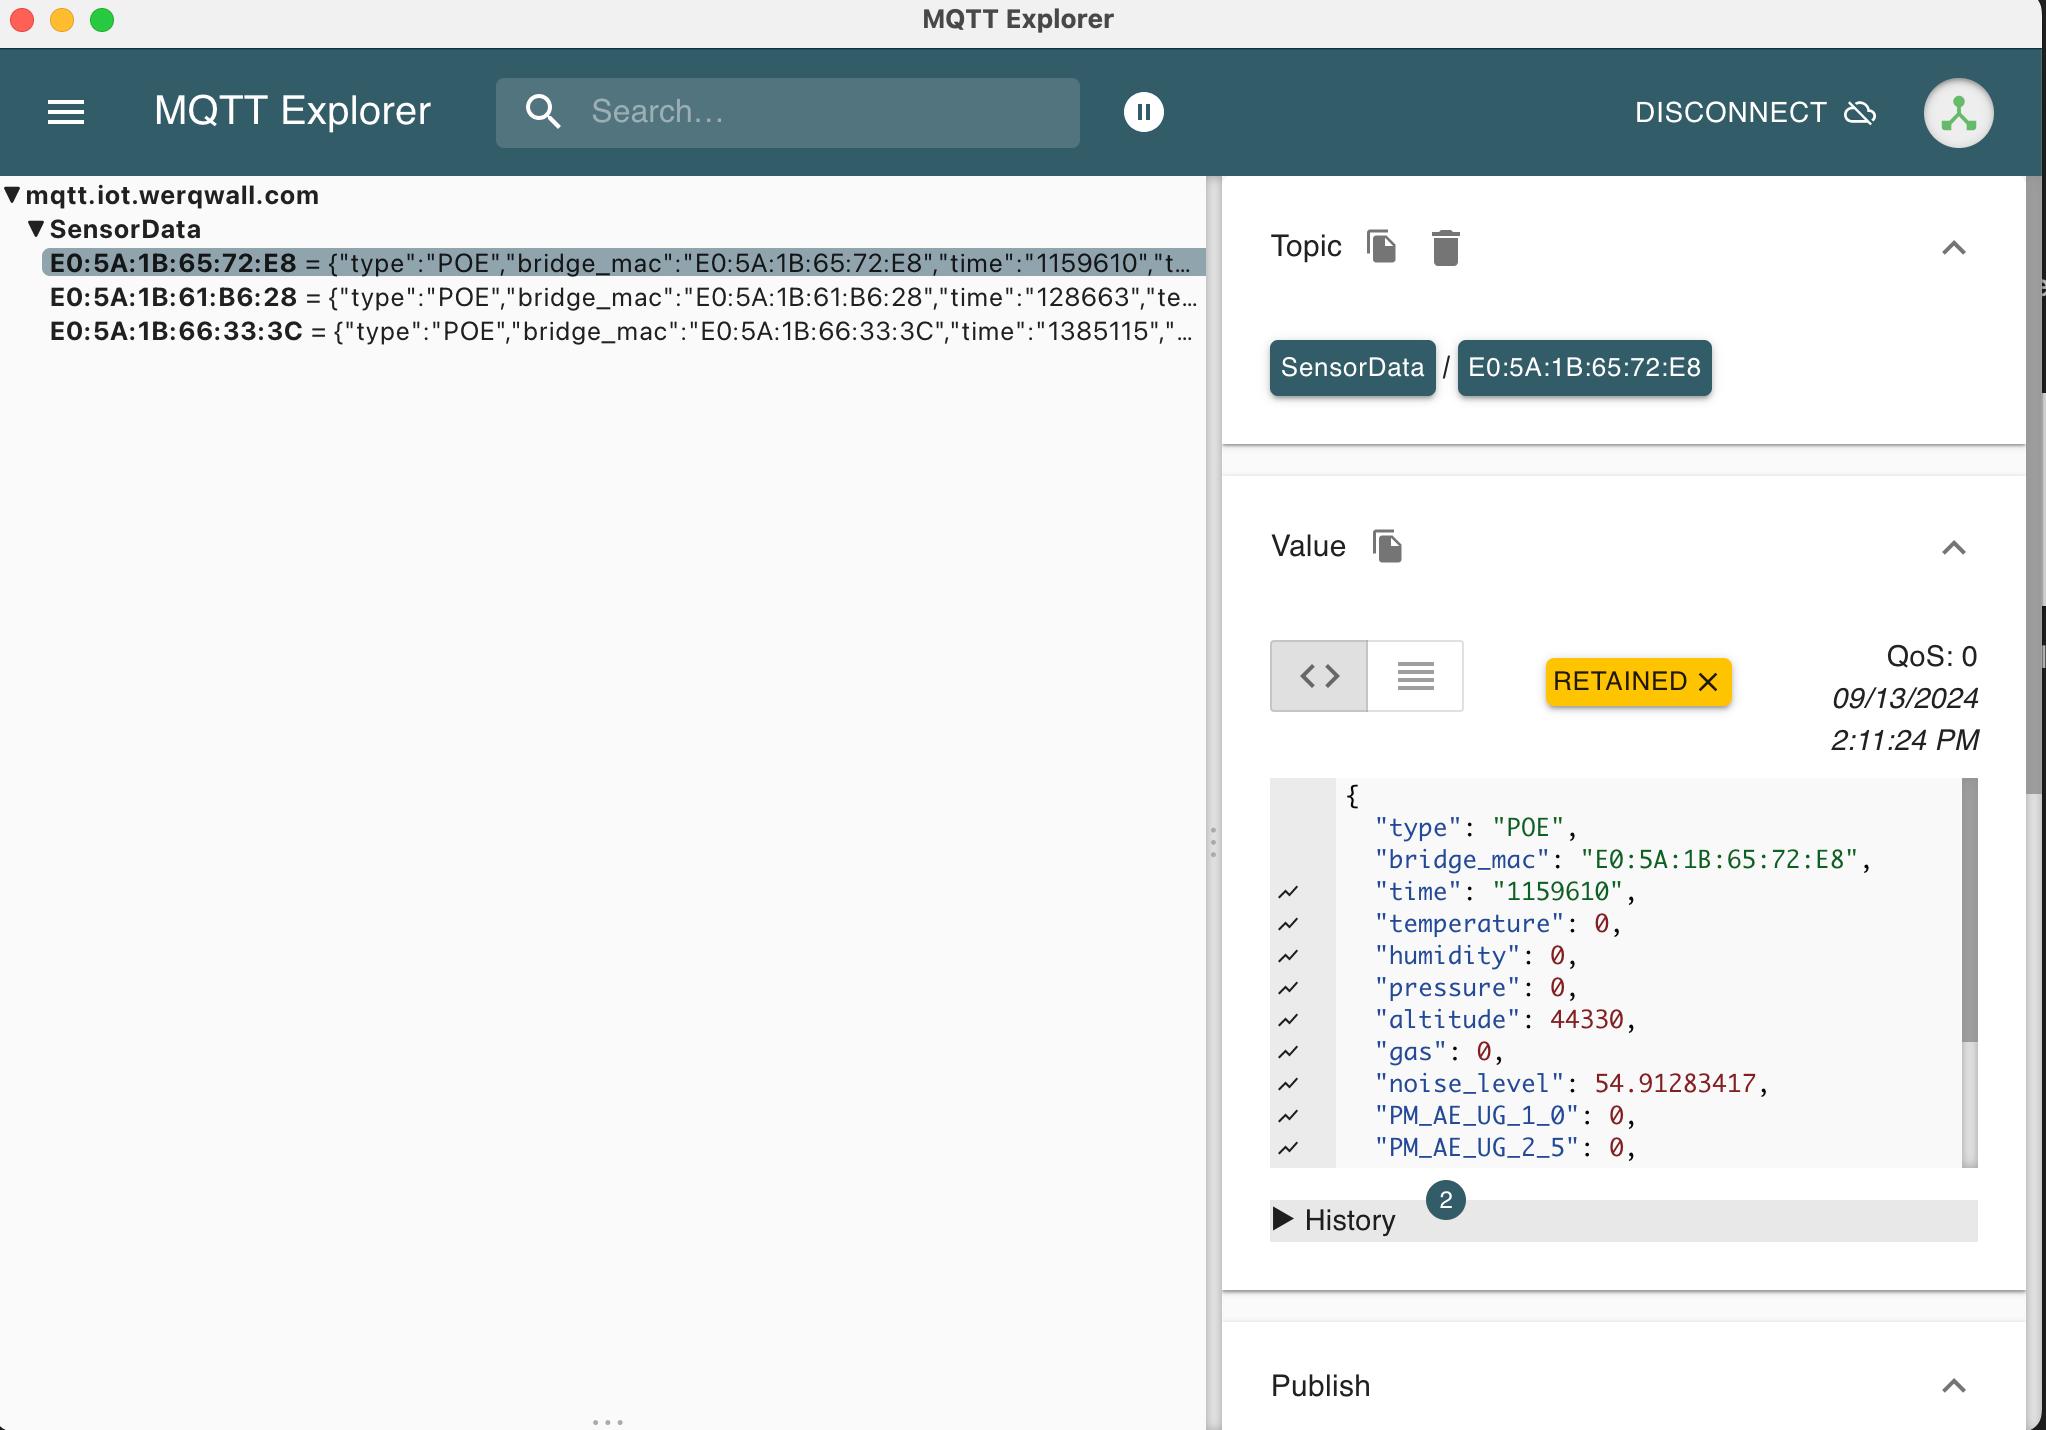 MQTT Explorer
MQTT Explorer
Search...
DISCONNECT
mqtt.iot.werqwall.com
SensorData
E0:5A:1B:65:72:E8 = {"type":"POE","bridge_mac":"E0:5A:1B:65:72:E8","time":"1159610","t...
E0:5A:1B:61:B6:28 = {"type":"POE","bridge_mac":"E0:5A:1B:61:B6:28","time":"128663","te...
E0:5A:1B:66:33:3C = {"type":"POE","bridge_mac":"E0:5A:1B:66:33:3C","time":"1385115","...
Topic
SensorData / E0:5A:1B:65:72:E8
Value
RETAINED
QoS: 0
09/13/2024
2:11:24 PM
{
"type": "POE",
"bridge_mac": "E0:5A:1B:65:72:E8",
"time": "1159610",
"temperature": 0,
"humidity": 0,
"pressure": 0,
"altitude": 44330,
"gas": 0,
"noise_level": 54.91283417,
"PM_AE_UG_1_0": 0,
"PM_AE_UG_2_5": 0,
History 2
Publish